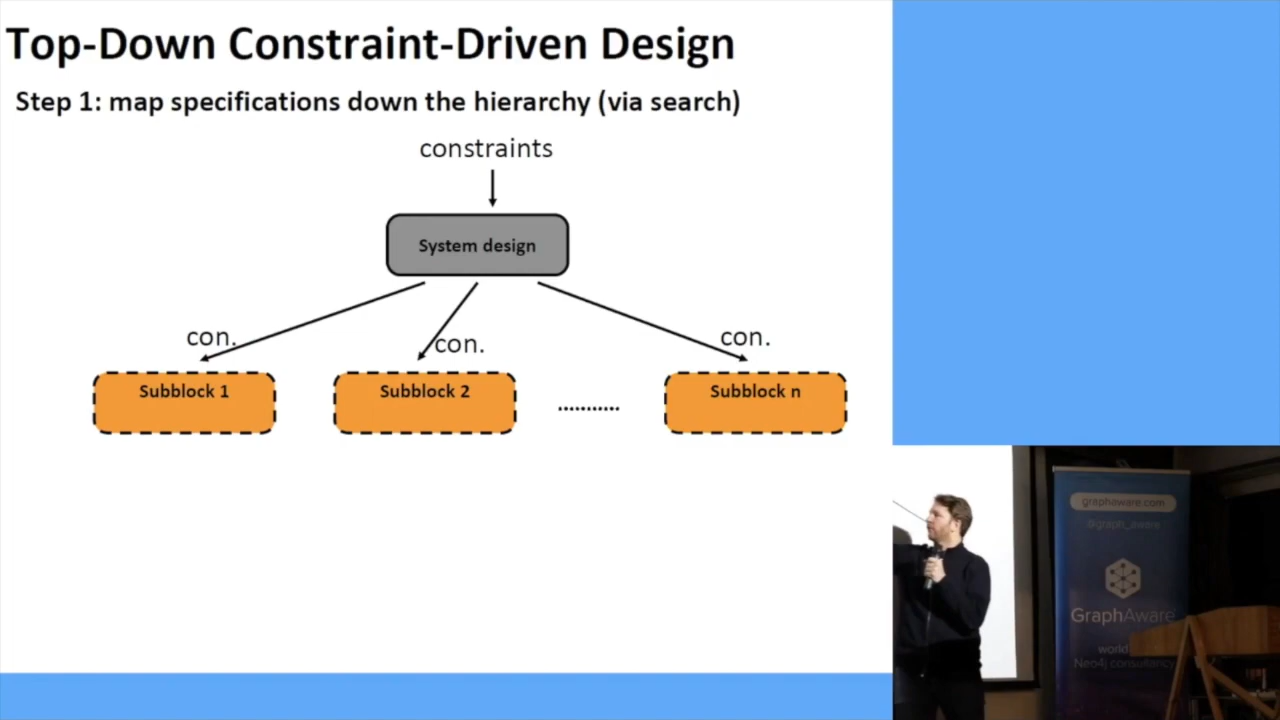 Top-Down Constraint-Driven Design
Step 1: map specifications down the hierarchy (via search)
constraints
System design
con.
con.
con.
Subblock 1
Subblock 2
...........
Subblock n
graphaware.com
@graph_aware
GraphAware
world
Neo4j consultancy